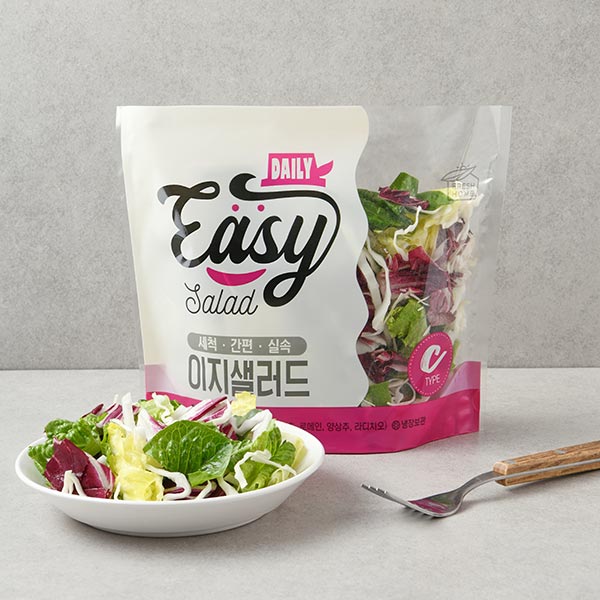 DAILY
Easy
Salad
세척 · 간편 · 실속
이지샐러드
C
TYPE
로메인, 양상추, 라디치오) 냉장보관